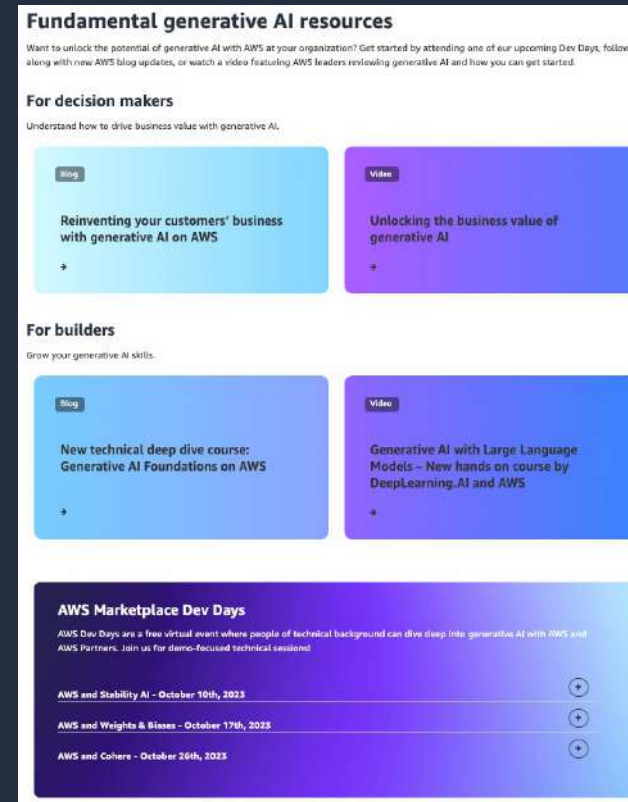 Fundamental generative AI resources
Want to unlock the potential of generative AI with AWS at your organization? Get started by attending one of our upcoming Dev Days, follow
along with new AWS blog updates, or watch a video featuring AWS leaders reviewing generative AI and how you can get started.
For decision makers
Understand how to drive business value with generative AI.
Blog
Reinventing your customers' business
with generative AI on AWS
Video
Unlocking the business value of
generative AI
For builders
Grow your generative AI skills.
Blog
New technical deep dive course:
Generative AI Foundations on AWS
Video
Generative AI with Large Language
Models – New hands on course by
DeepLearning.AI and AWS
AWS Marketplace Dev Days
AWS Dev Days are a free virtual event where people of technical background can dive deep into generative AI with AWS and
AWS Partners. Join us for demo-focused technical sessions!
AWS and Stability AI - October 10th, 2023
AWS and Weights & Biases - October 17th, 2023
AWS and Cohere - October 26th, 2023